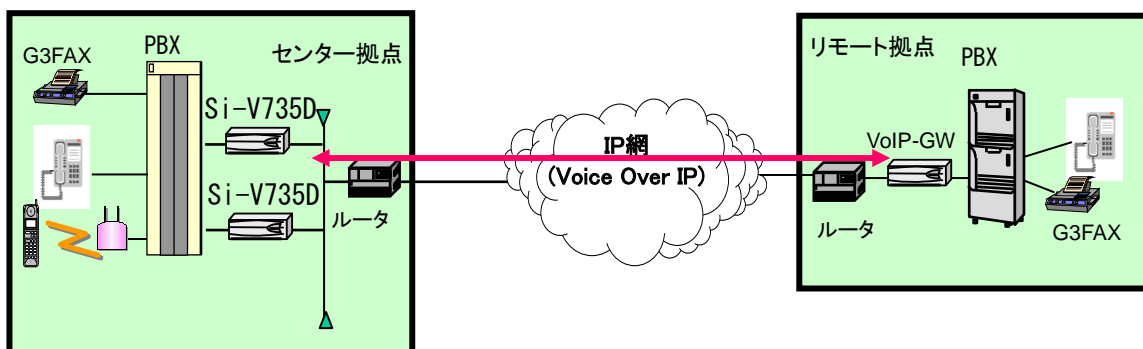 センター拠点
PBX
G3FAX
Si-V735D
Si-V735D
ルータ
IP網
(Voice Over IP)
リモート拠点
PBX
VoIP-GW
ルータ
G3FAX